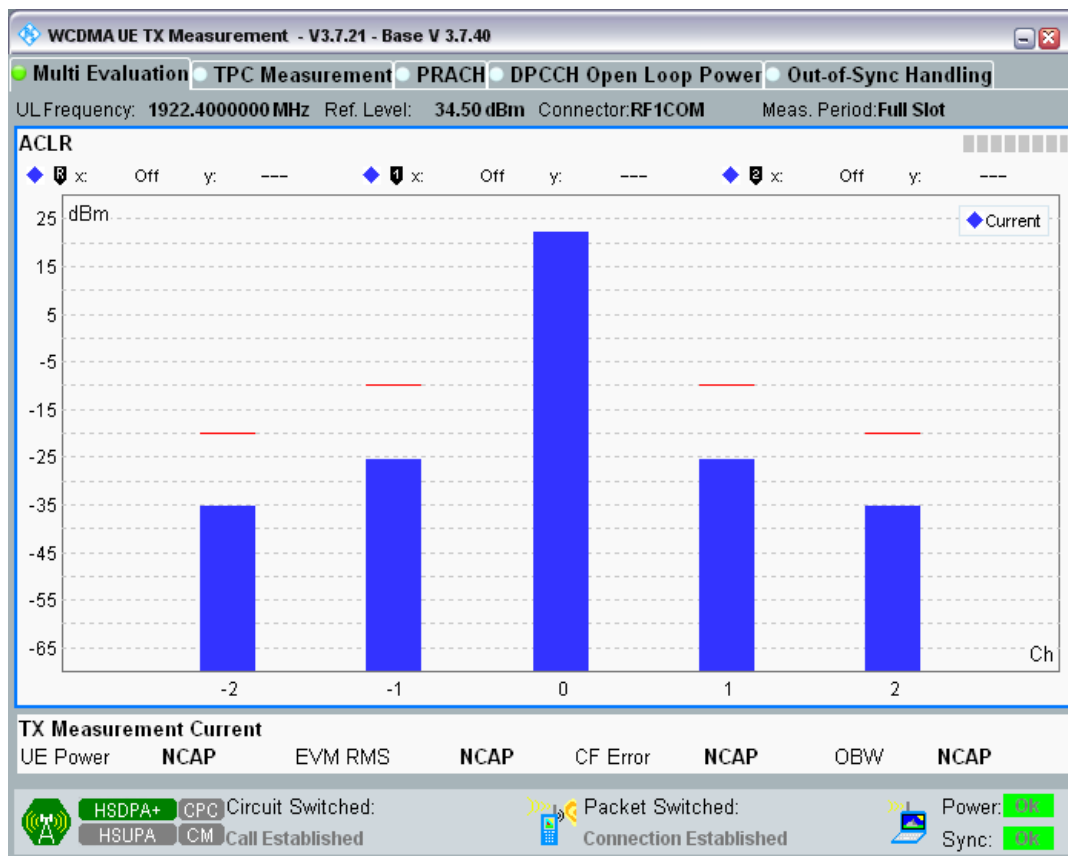 WCDMA UE TX Measurement - V3.7.21 - Base V 3.7.40
Multi Evaluation TPC Measurement PRACH DPCCH Open Loop Power Out-of-Sync Handling
UL Frequency: 1922.4000000 MHz Ref. Level: 34.50 dBm Connector:RF1COM Meas. Period:Full Slot
ACLR
R x: Off y: --- 1 x: Off y: --- 2 x: Off y: ---
dBm
Current
25
15
5
-5
-15
-25
-35
-45
-55
-65
Ch
-2 -1 0 1 2
TX Measurement Current
UE Power NCAP EVM RMS NCAP CF Error NCAP OBW NCAP
HSDPA+ CPC Circuit Switched: Packet Switched: Power: OK
HSUPA CM Call Established Connection Established Sync: OK